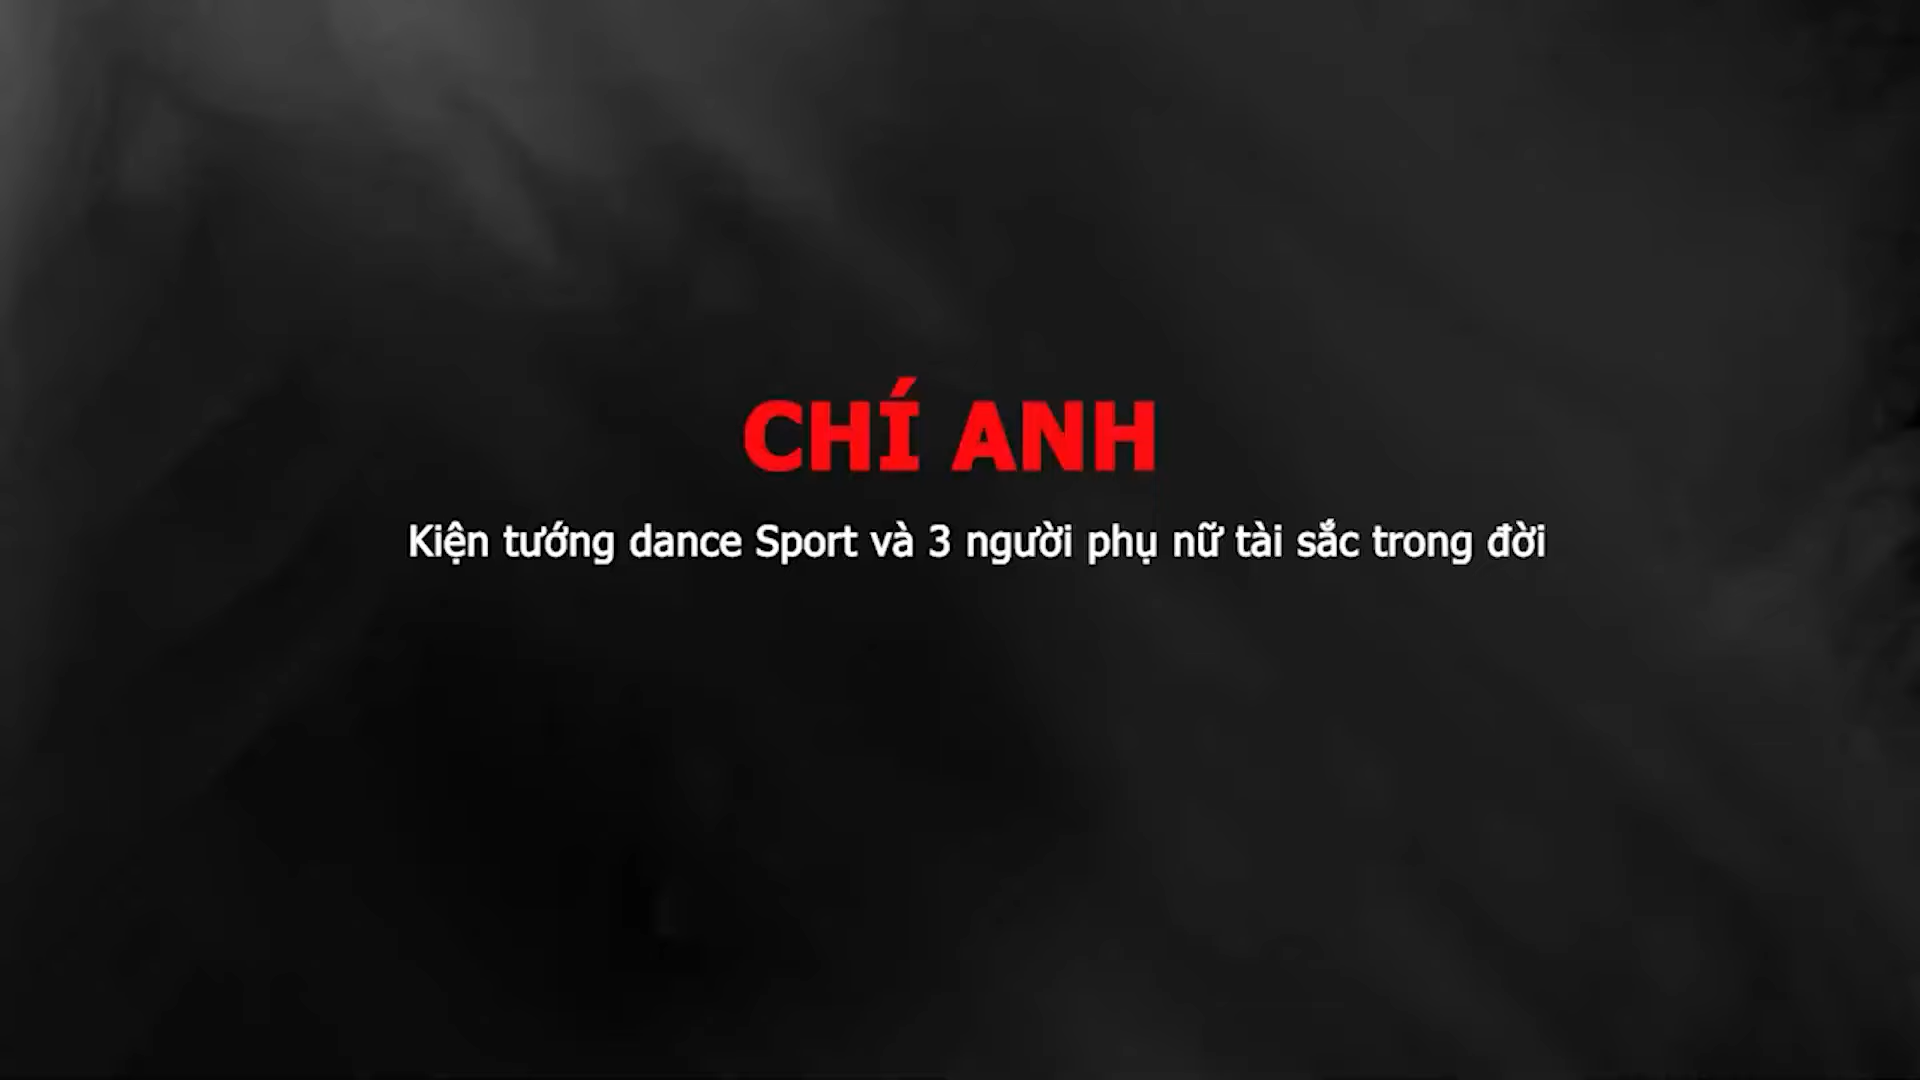 CHÍ ANH
Kiện tướng dance Sport và 3 người phụ nữ tài sắc trong đời